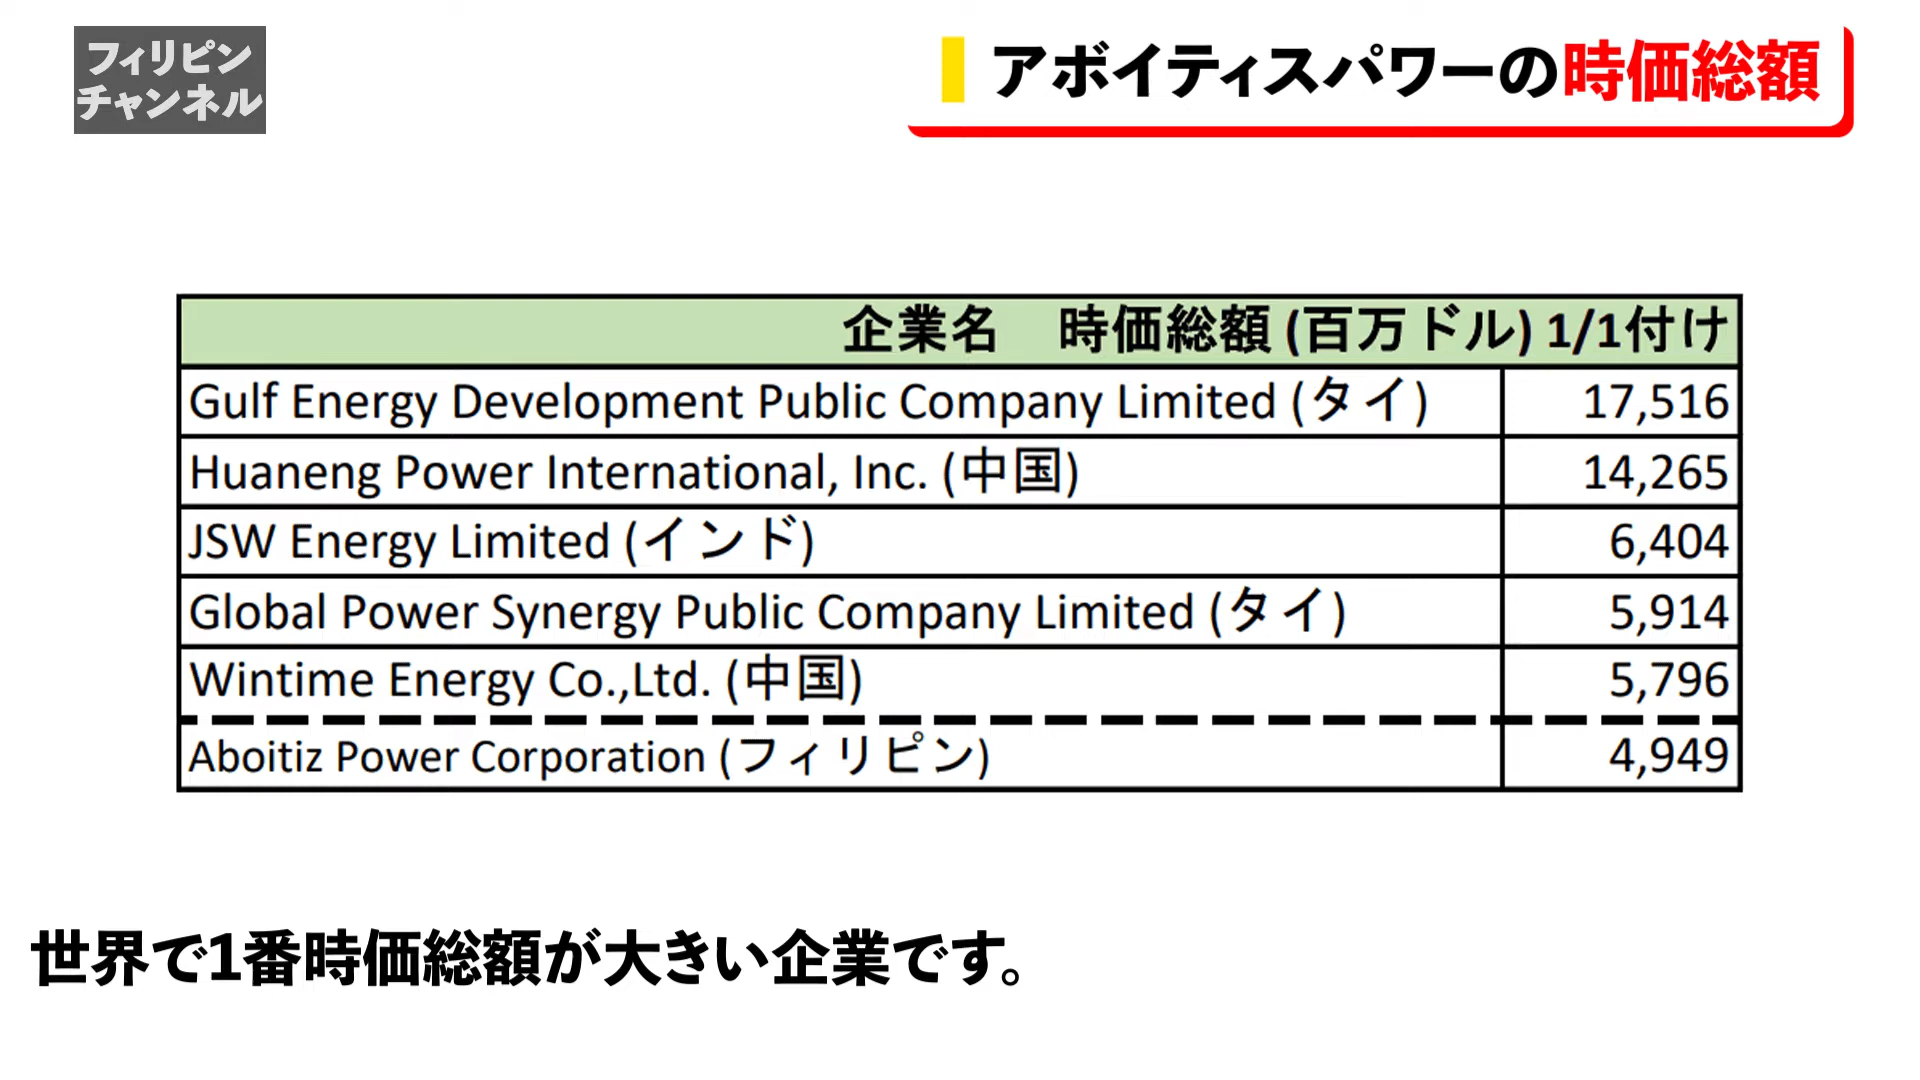 フィリピン
チャンネル
アボイティスパワーの時価総額
企業名 時価総額 (百万ドル) 1/1付け
Gulf Energy Development Public Company Limited (タイ) 17,516
Huaneng Power International, Inc. (中国) 14,265
JSW Energy Limited (インド) 6,404
Global Power Synergy Public Company Limited (タイ) 5,914
Wintime Energy Co.,Ltd. (中国) 5,796
Aboitiz Power Corporation (フィリピン) 4,949
世界で1番時価総額が大きい企業です。